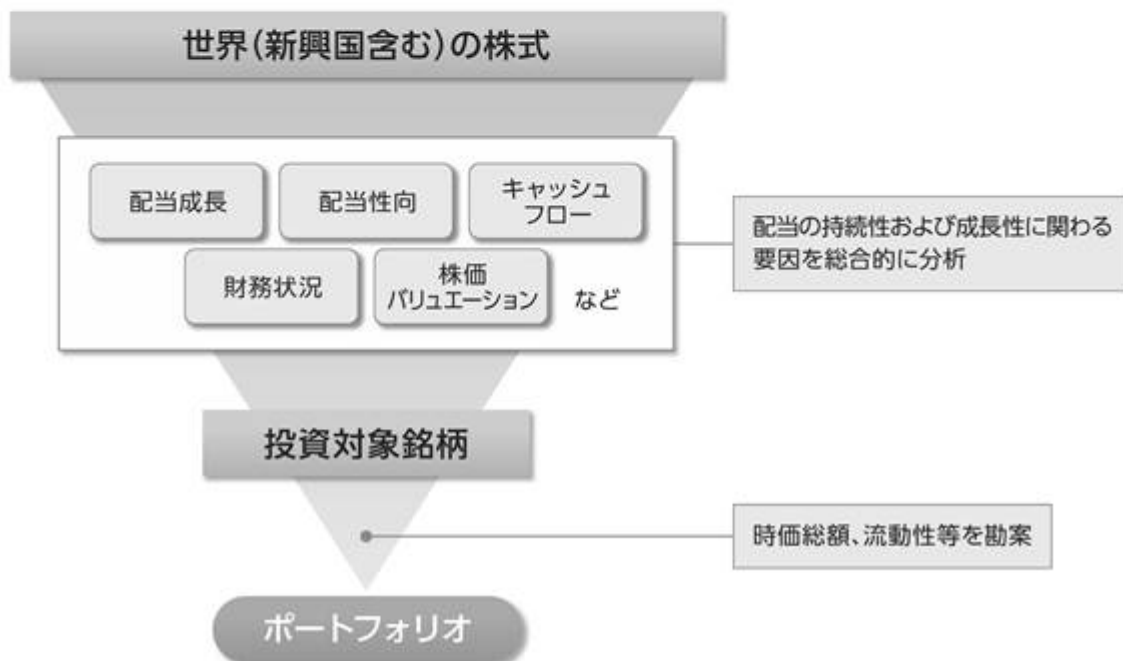 世界(新興国含む)の株式
配当成長
配当性向
キャッシュ
フロー
財務状況
株価
バリュエーション
など
配当の持続性および成長性に関わる
要因を総合的に分析
投資対象銘柄
時価総額、流動性等を勘案
ポートフォリオ